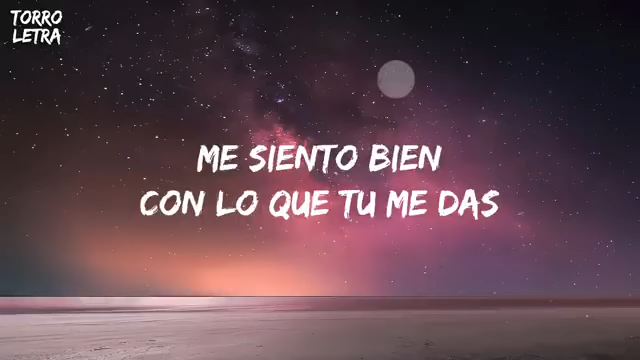 TORRO
LETRA
ME SIENTO BIEN
CON LO QUE TU ME DAS